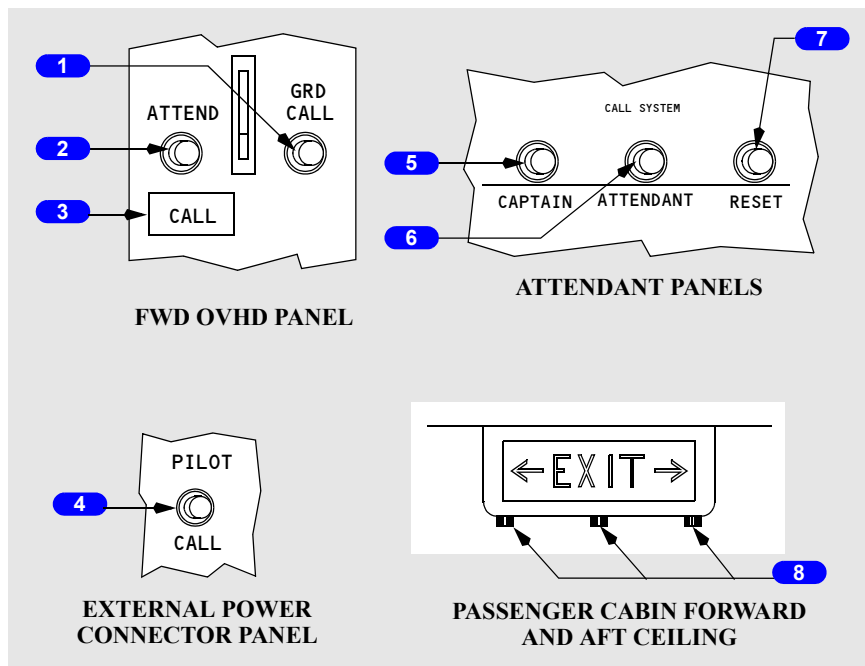 1
GRD
CALL
ATTEND
2
3
CALL
FWD OVHD PANEL
7
CALL SYSTEM
5
CAPTAIN ATTENDANT RESET
6
ATTENDANT PANELS
PILOT
4
CALL
EXTERNAL POWER
CONNECTOR PANEL
← EXIT →
8
PASSENGER CABIN FORWARD
AND AFT CEILING